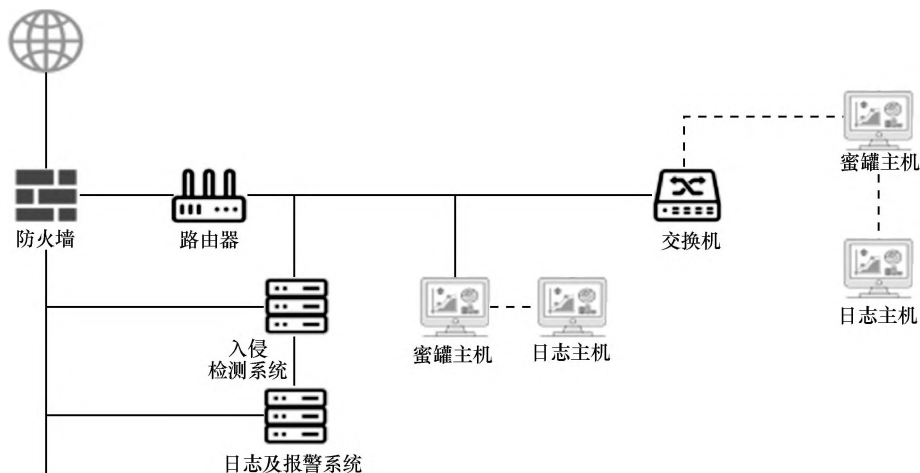 蜜罐主机
防火墙
路由器
交换机
日志主机
入侵
检测系统
蜜罐主机
日志主机
日志及报警系统